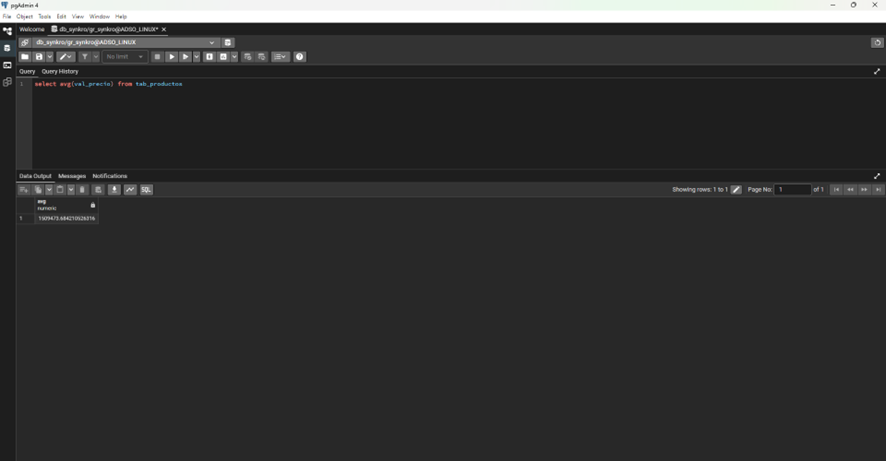 pgAdmin 4
File Object Tools Edit View Window Help
Welcome db_synkro/gr_synkro@ADSO_LINUX*
db_synkro/gr_synkro@ADSO_LINUX
No limit
Query Query History
1 select avg(val_precio) from tab_productos
Data Output Messages Notifications
SQL Showing rows: 1 to 1 Page No: 1 of 1
avg
numeric
1 1509473.684210526316